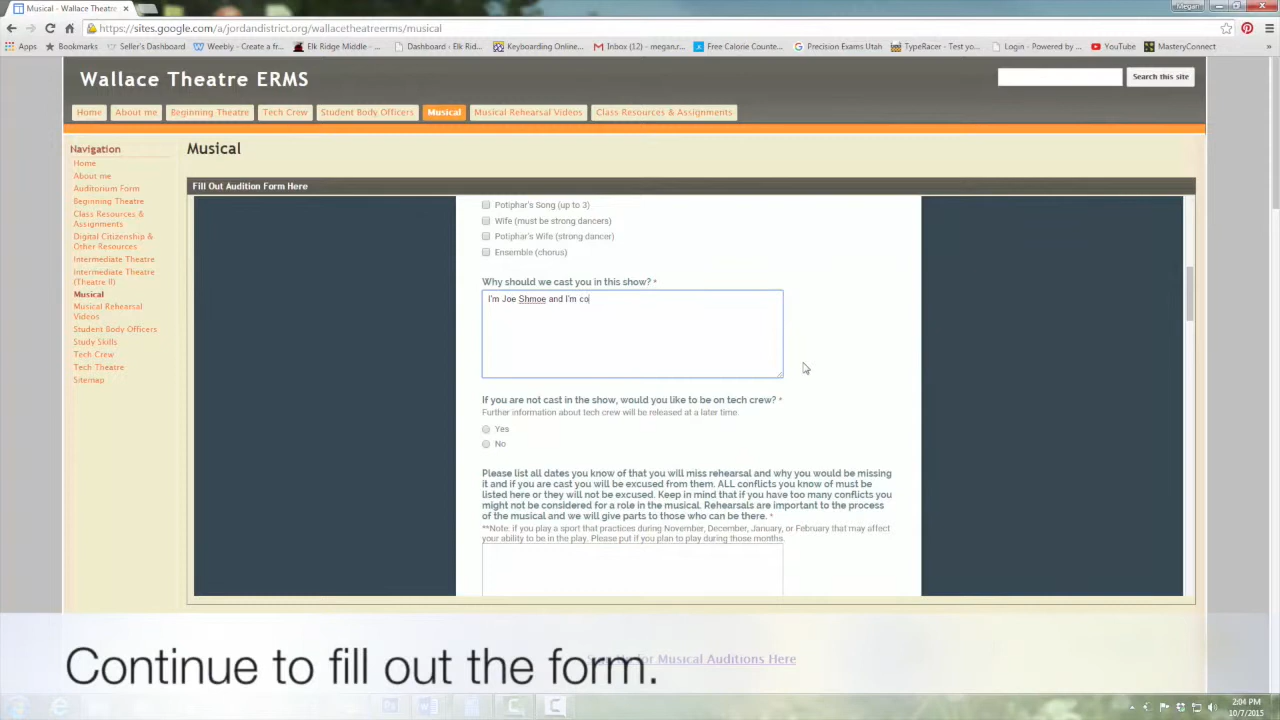 Musical - Wallace Theatre
Megan
https://sites.google.com/a/jordandistrict.org/wallacetheatreerms/musical
Apps Bookmarks Seller's Dashboard Weebly - Create a fr... Elk Ridge Middle - ... Dashboard ‹ Elk Rid... Keyboarding Online... Inbox (12) - megan.r... Free Calorie Counte... Precision Exams Utah TypeRacer - Test yo... Login - Powered by ... YouTube MasteryConnect »
Wallace Theatre ERMS
Search this site
Home About me Beginning Theatre Tech Crew Student Body Officers Musical Musical Rehearsal Videos Class Resources & Assignments
Navigation
Home
About me
Auditorium Form
Beginning Theatre
Class Resources &
Assignments
Digital Citizenship &
Other Resources
Intermediate Theatre
Intermediate Theatre
(Theatre II)
Musical
Musical Rehearsal
Videos
Student Body Officers
Study Skills
Tech Crew
Tech Theatre
Sitemap
Musical
Fill Out Audition Form Here
Potiphar's Song (up to 3)
Wife (must be strong dancers)
Potiphar's Wife (strong dancer)
Ensemble (chorus)
Why should we cast you in this show? *
I'm Joe Shmoe and I'm co
If you are not cast in the show, would you like to be on tech crew? *
Further information about tech crew will be released at a later time.
Yes
No
Please list all dates you know of that you will miss rehearsal and why you would be missing
it and if you are cast you will be excused from them. ALL conflicts you know of must be
listed here or they will not be excused. Keep in mind that if you have too many conflicts you
might not be considered for a role in the musical. Rehearsals are important to the process
of the musical and we will give parts to those who can be there. *
**Note: if you play a sport that practices during November, December, January, or February that may affect
your ability to be in the play. Please put if you plan to play during those months.
for Musical Auditions Here
Continue to fill out the form.
2:04 PM
10/7/2015